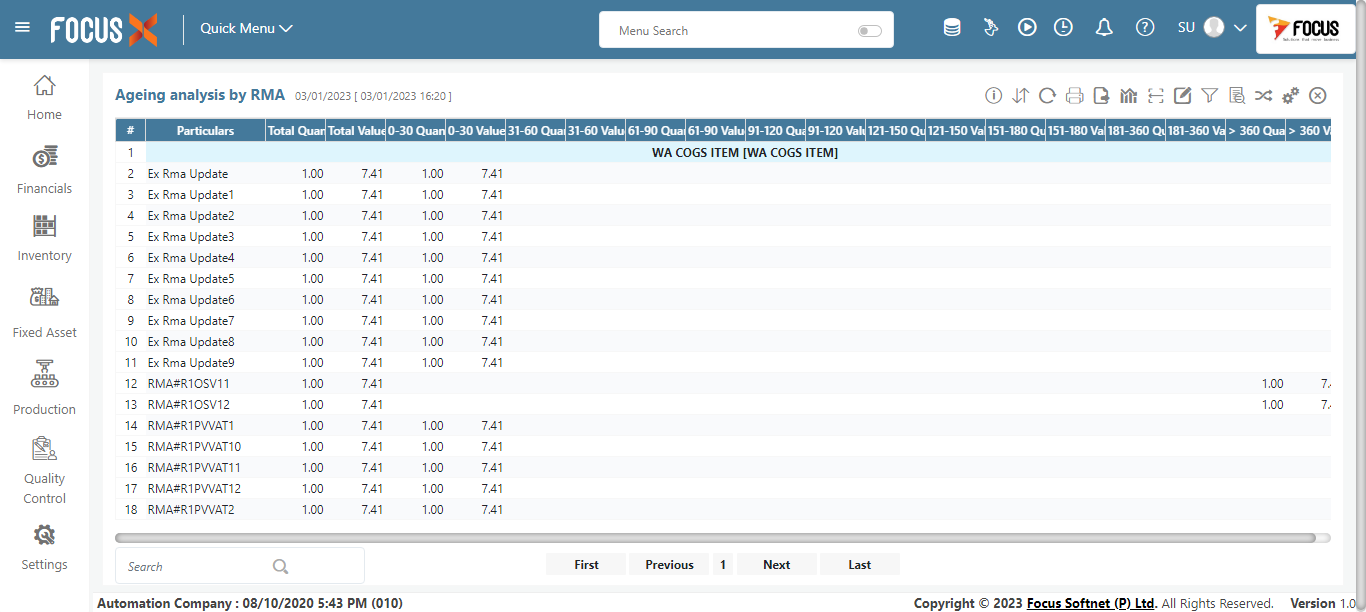 FOCUS X Quick Menu Menu Search SU FOCUS
Ageing analysis by RMA 03/01/2023 [ 03/01/2023 16:20 ]
# Particulars Total Quan Total Value 0-30 Quan 0-30 Value 31-60 Qua 31-60 Valu 61-90 Qua 61-90 Valu 91-120 Qua 91-120 Valu 121-150 Qu 121-150 Va 151-180 Qu 151-180 Va 181-360 Qu 181-360 Va > 360 Qua > 360 V
1 WA COGS ITEM [WA COGS ITEM]
2 Ex Rma Update 1.00 7.41 1.00 7.41
3 Ex Rma Update1 1.00 7.41 1.00 7.41
4 Ex Rma Update2 1.00 7.41 1.00 7.41
5 Ex Rma Update3 1.00 7.41 1.00 7.41
6 Ex Rma Update4 1.00 7.41 1.00 7.41
7 Ex Rma Update5 1.00 7.41 1.00 7.41
8 Ex Rma Update6 1.00 7.41 1.00 7.41
9 Ex Rma Update7 1.00 7.41 1.00 7.41
10 Ex Rma Update8 1.00 7.41 1.00 7.41
11 Ex Rma Update9 1.00 7.41 1.00 7.41
12 RMA#R1OSV11 1.00 7.41 1.00 7.
13 RMA#R1OSV12 1.00 7.41 1.00 7.
14 RMA#R1PVVAT1 1.00 7.41 1.00 7.41
15 RMA#R1PVVAT10 1.00 7.41 1.00 7.41
16 RMA#R1PVVAT11 1.00 7.41 1.00 7.41
17 RMA#R1PVVAT12 1.00 7.41 1.00 7.41
18 RMA#R1PVVAT2 1.00 7.41 1.00 7.41
Home
Financials
Inventory
Fixed Asset
Production
Quality
Control
Settings
Search First Previous 1 Next Last
Automation Company : 08/10/2020 5:43 PM (010) Copyright © 2023 Focus Softnet (P) Ltd. All Rights Reserved. Version 1.0